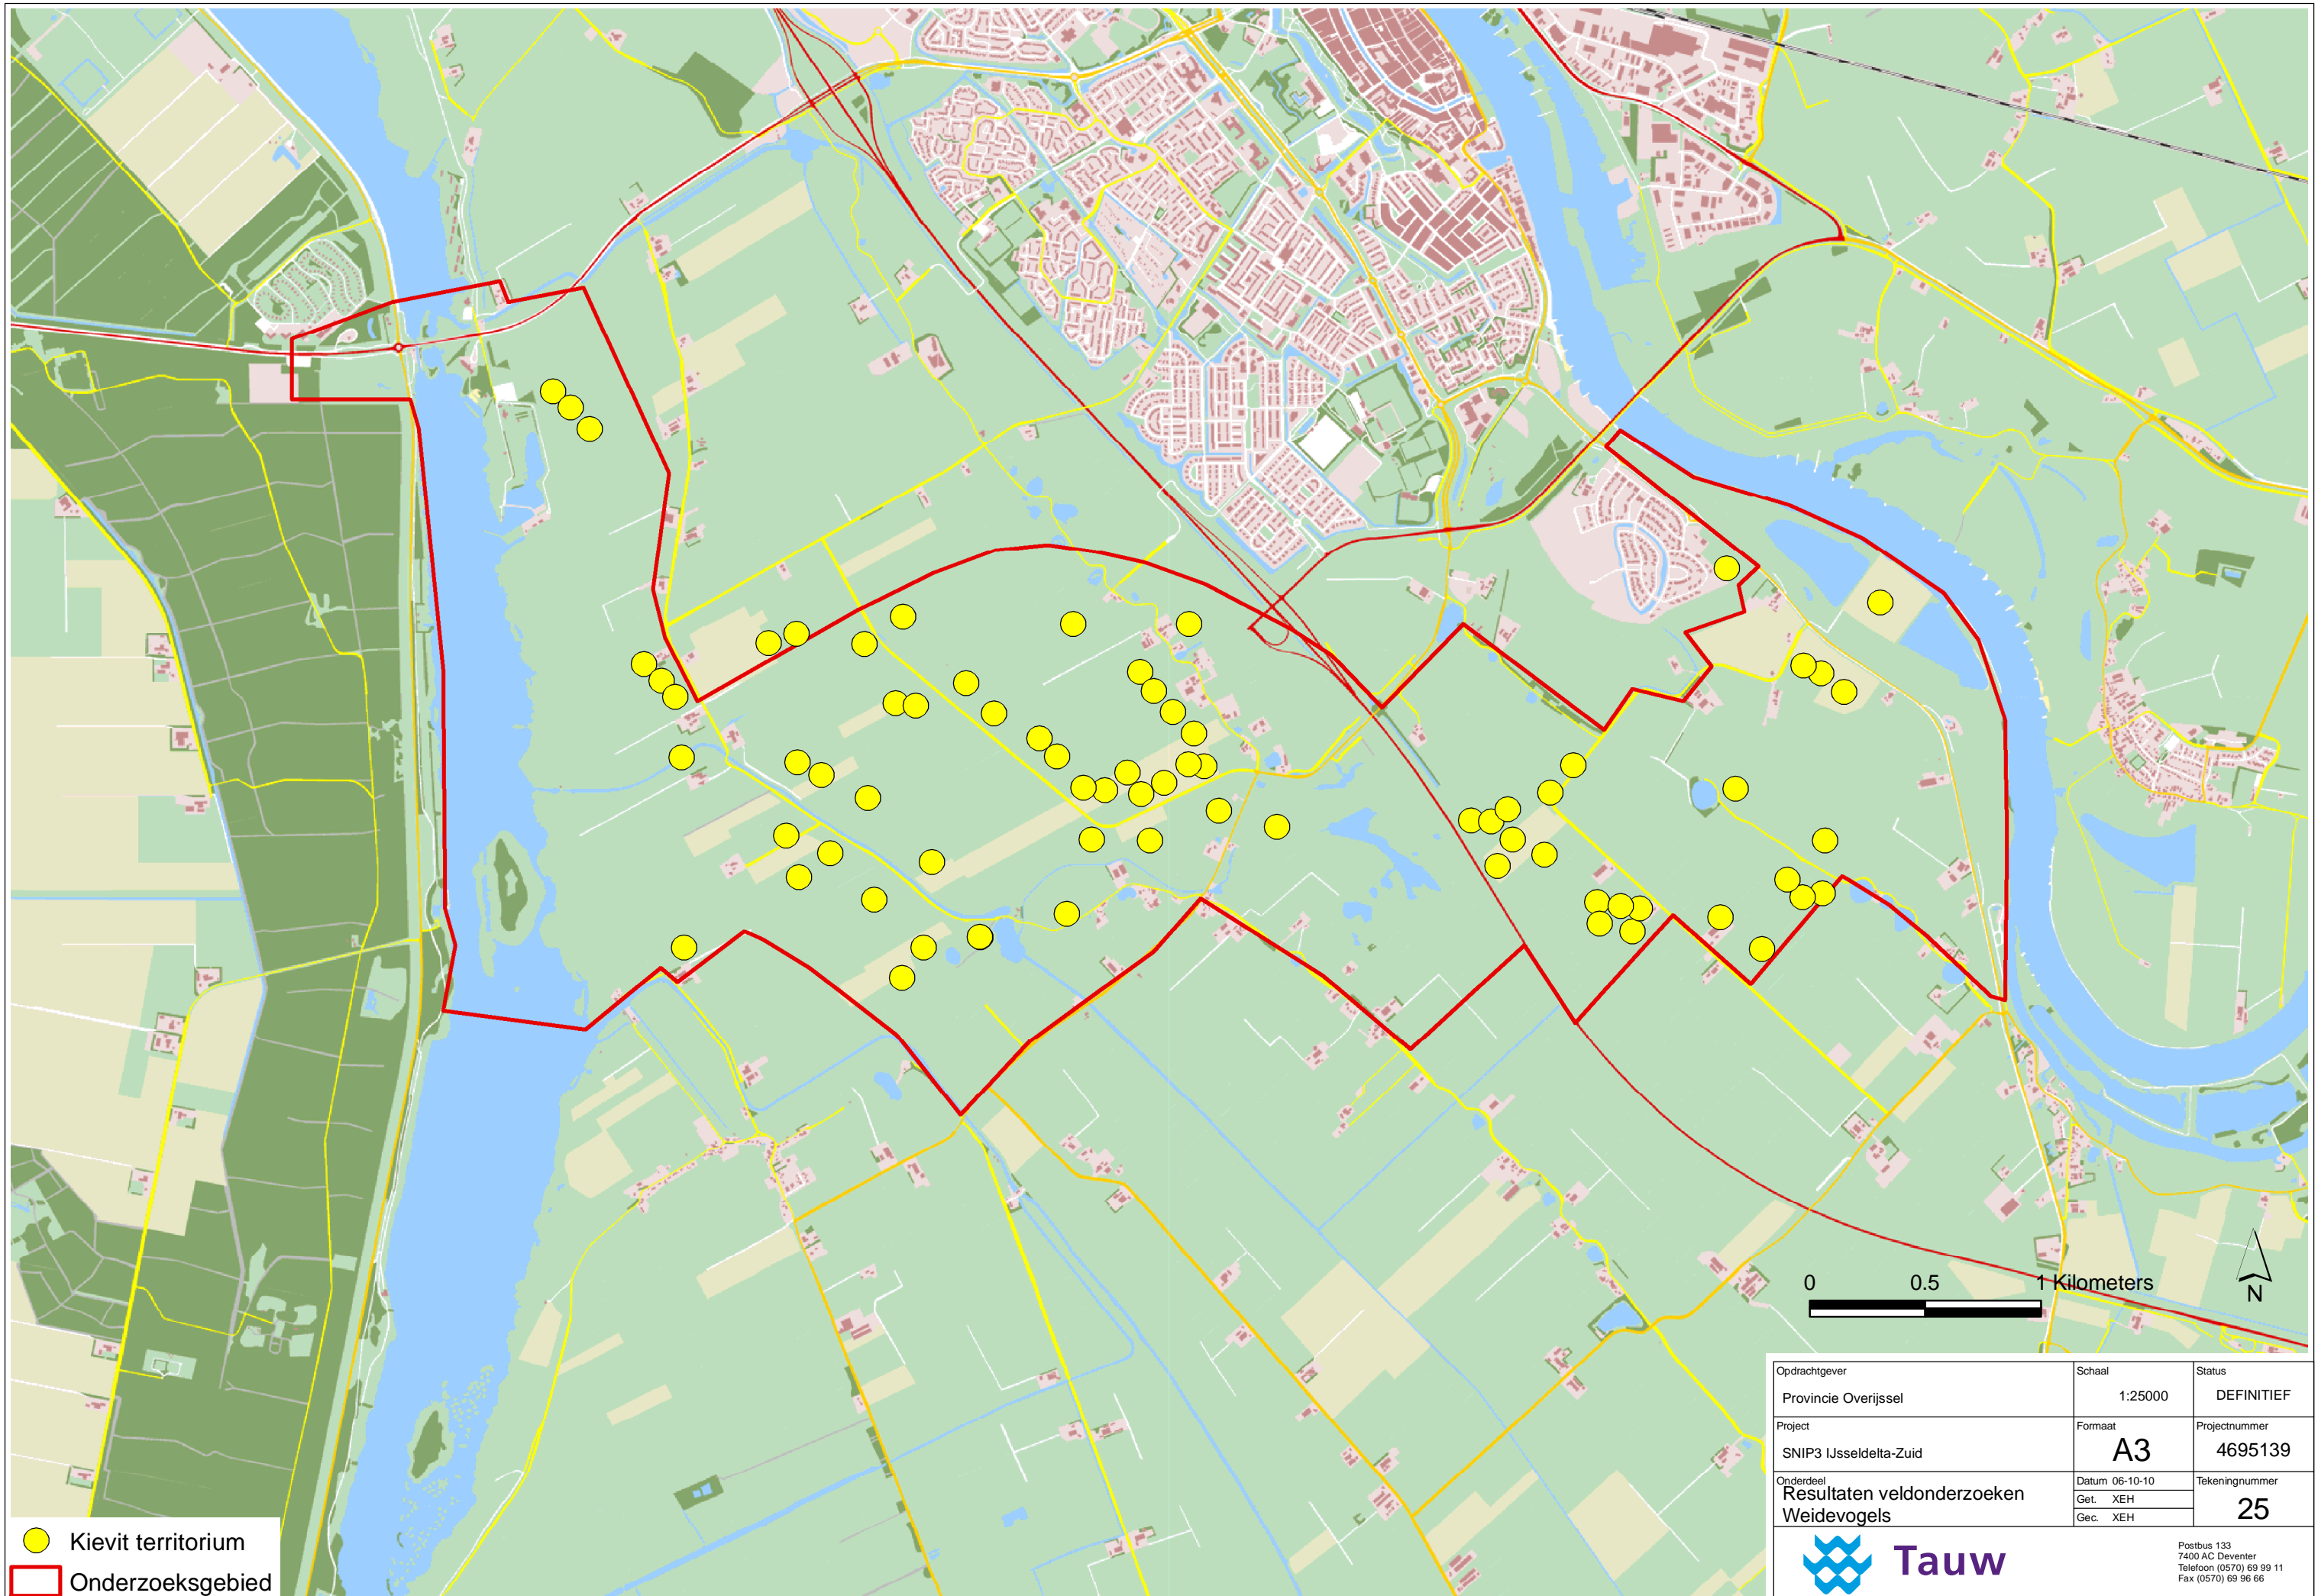 0 0.5 1 Kilometers
N
Opdrachtgever
Provincie Overijssel
Schaal
1:25000
Status
DEFINITIEF
Project
SNIP3 IJsseldelta-Zuid
Formaat
A3
Projectnummer
4695139
Onderdeel
Resultaten veldonderzoeken
Weidevogels
Datum 06-10-10
Get. XEH
Gec. XEH
Tekeningnummer
25
Tauw
Postbus 133
7400 AC Deventer
Telefoon (0570) 69 99 11
Fax (0570) 69 96 66
Kievit territorium
Onderzoeksgebied